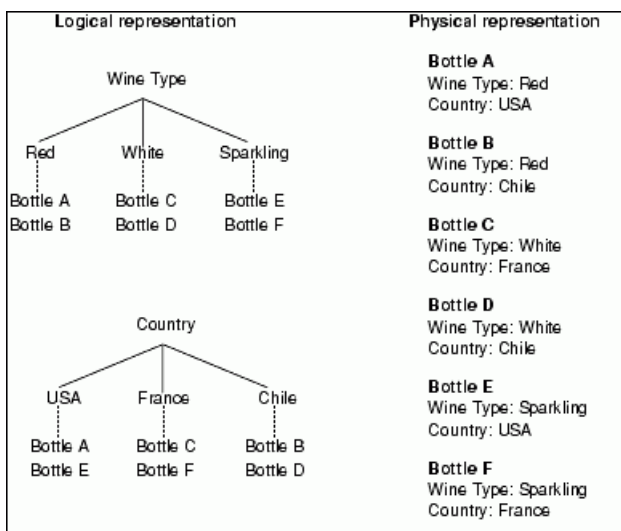 Logical representation
Wine Type
Red White Sparkling
Bottle A Bottle C Bottle E
Bottle B Bottle D Bottle F
Country
USA France Chile
Bottle A Bottle C Bottle B
Bottle E Bottle F Bottle D
Physical representation
Bottle A
Wine Type: Red
Country: USA
Bottle B
Wine Type: Red
Country: Chile
Bottle C
Wine Type: White
Country: France
Bottle D
Wine Type: White
Country: Chile
Bottle E
Wine Type: Sparkling
Country: USA
Bottle F
Wine Type: Sparkling
Country: France